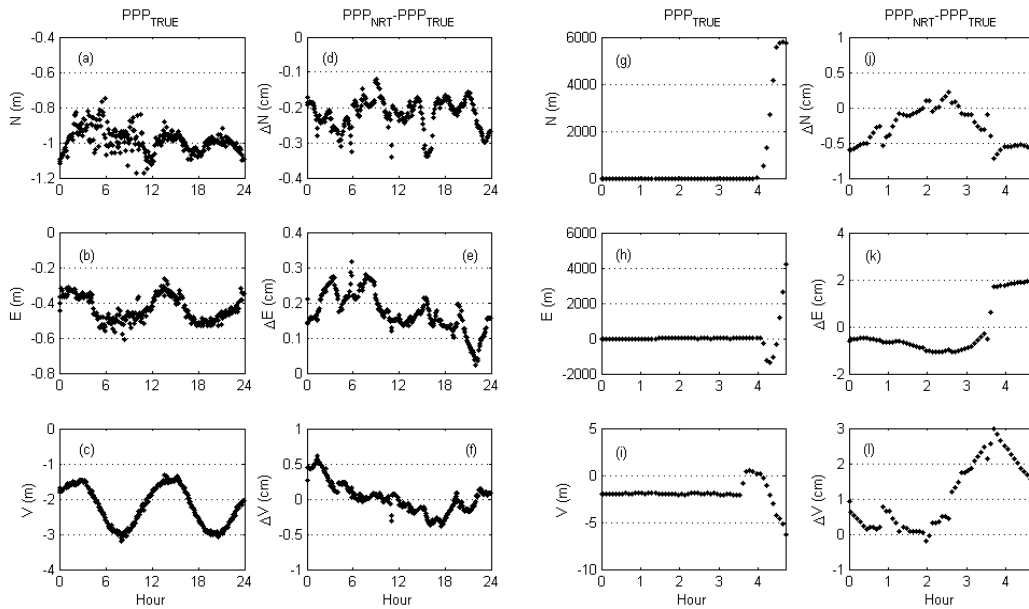 PPP_TRUE PPP_NRT-PPP_TRUE PPP_TRUE PPP_NRT-PPP_TRUE
(a)
N (m)
-0.4
-0.6
-0.8
-1
-1.2
0 6 12 18 24
(d)
ΔN (cm)
0
-0.1
-0.2
-0.3
-0.4
0 6 12 18 24
(g)
N (m)
6000
4000
2000
0
0 1 2 3 4
(j)
ΔN (cm)
1
0.5
0
-0.5
-1
0 1 2 3 4
(b)
E (m)
0
-0.2
-0.4
-0.6
-0.8
0 6 12 18 24
(e)
ΔE (cm)
0.4
0.3
0.2
0.1
0
0 6 12 18 24
(h)
E (m)
6000
4000
2000
0
-2000
0 1 2 3 4
(k)
ΔE (cm)
4
2
0
-2
0 1 2 3 4
(c)
V (m)
0
-1
-2
-3
-4
0 6 12 18 24
Hour
(f)
ΔV (cm)
1
0.5
0
-0.5
-1
0 6 12 18 24
Hour
(i)
V (m)
5
0
-5
-10
0 1 2 3 4
Hour
(l)
ΔV (cm)
3
2
1
0
1
0 1 2 3 4
Hour